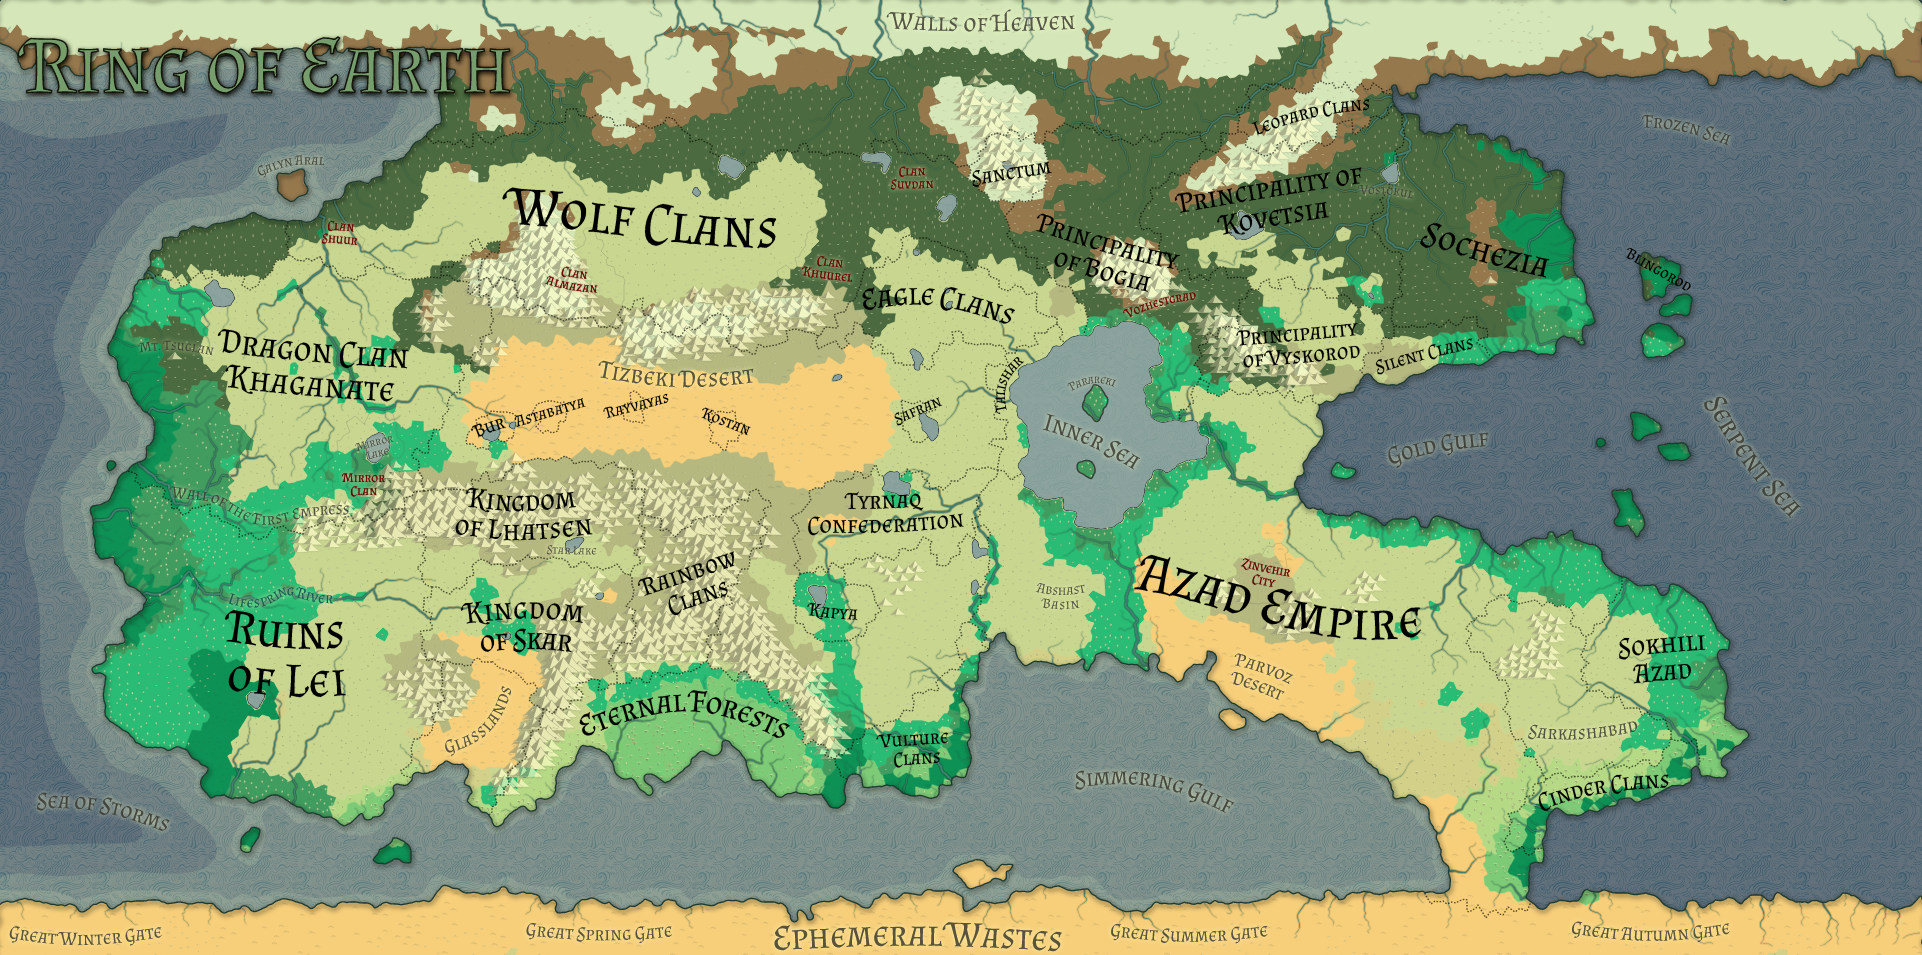 Walls of Heaven
Ring of Earth
Leopard Clans
Frozen Sea
Galyn Aral
Clan
Suvdan
Sanctum
Principality of
Kovetsia
Wolf Clans
Clan
Shuur
Principality
of Bogia
Sochezia
Blingorod
Clan
Almazan
Clan
Khuurel
Eagle Clans
Vozhestgrad
Mt. Tsuglan
Dragon Clan
Khaganate
Principality
of Vyskorod
Silent Clans
Tizbeki Desert
Talishar
Parareki
Bur
Astabatya
Rayvayas
Kostan
Safran
Inner Sea
Gold Gulf
Serpent Sea
Mirror
Lake
Mirror
Clan
Wall of the First Empress
Kingdom
of Lhatsen
Star Lake
Tyrnaq
Confederation
Rainbow
Clans
Zinvehir
City
Azad Empire
Abshast
Basin
Lifespring River
Ruins
of Lei
Kingdom
of Skar
Kapya
Sokhili
Azad
Parvoz
Desert
Glasslands
Eternal Forests
Vulture
Clans
Sarkashabad
Simmering Gulf
Cinder Clans
Sea of Storms
Great Winter Gate
Great Spring Gate
Ephemeral Wastes
Great Summer Gate
Great Autumn Gate